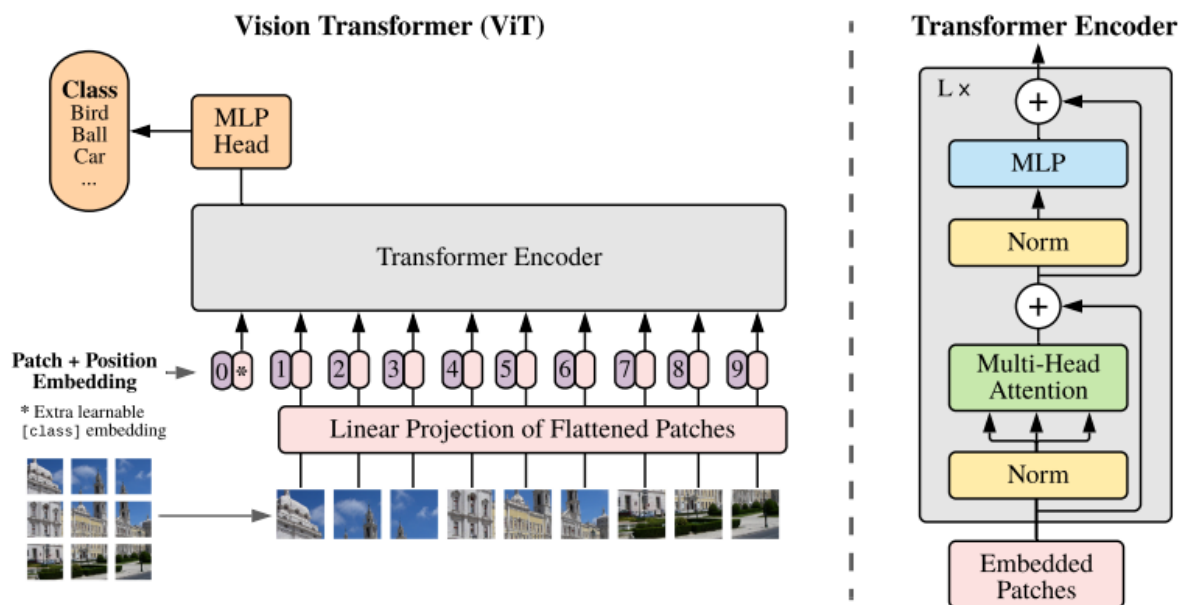 Vision Transformer (ViT)
Class
Bird
Ball
Car
...
MLP
Head
Transformer Encoder
Patch + Position
Embedding
0 * 1 2 3 4 5 6 7 8 9
* Extra learnable
[class] embedding
Linear Projection of Flattened Patches
Transformer Encoder
L ×
+
MLP
Norm
+
Multi-Head
Attention
Norm
Embedded
Patches